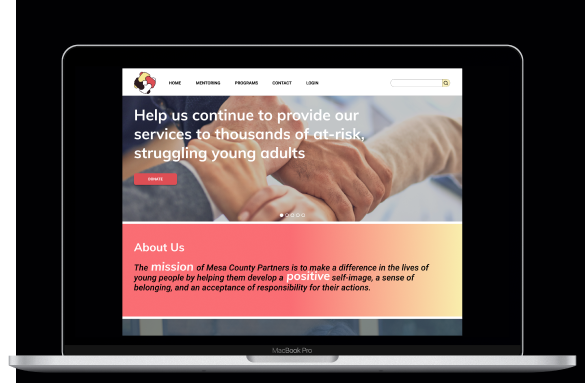 HOME MENTORING PROGRAMS CONTACT LOGIN
Help us continue to provide our
services to thousands of at-risk,
struggling young adults
DONATE
About Us
The mission of Mesa County Partners is to make a difference in the lives of
young people by helping them develop a positive self-image, a sense of
belonging, and an acceptance of responsibility for their actions.
MacBook Pro